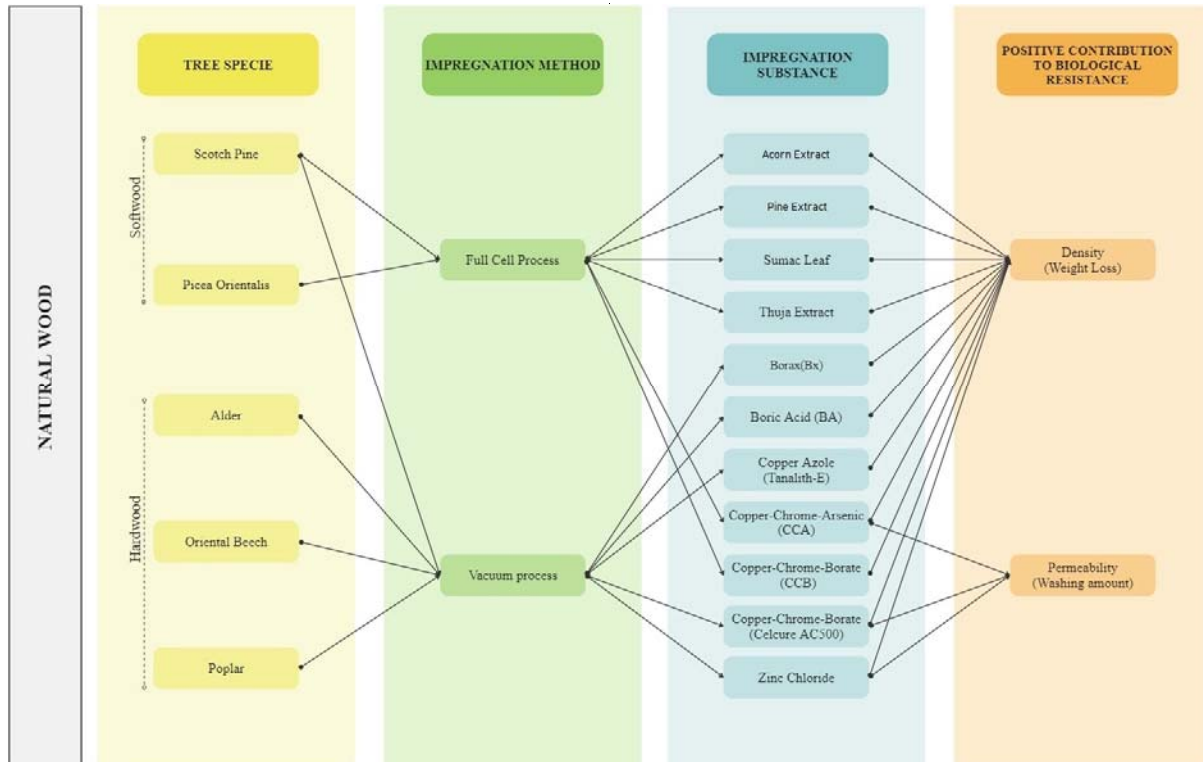 NATURAL WOOD
TREE SPECIE
IMPREGNATION METHOD
IMPREGNATION
SUBSTANCE
POSITIVE CONTRIBUTION
TO BIOLOGICAL
RESISTANCE
Softwood
Scotch Pine
Picea Orientalis
Hardwood
Alder
Oriental Beech
Poplar
Full Cell Process
Vacuum process
Acorn Extract
Pine Extract
Sumac Leaf
Thuja Extract
Borax(Bx)
Boric Acid (BA)
Copper Azole
(Tanalith-E)
Copper-Chrome-Arsenic
(CCA)
Copper-Chrome-Borate
(CCB)
Copper-Chrome-Borate
(Celcure AC500)
Zinc Chloride
Density
(Weight Loss)
Permeability
(Washing amount)